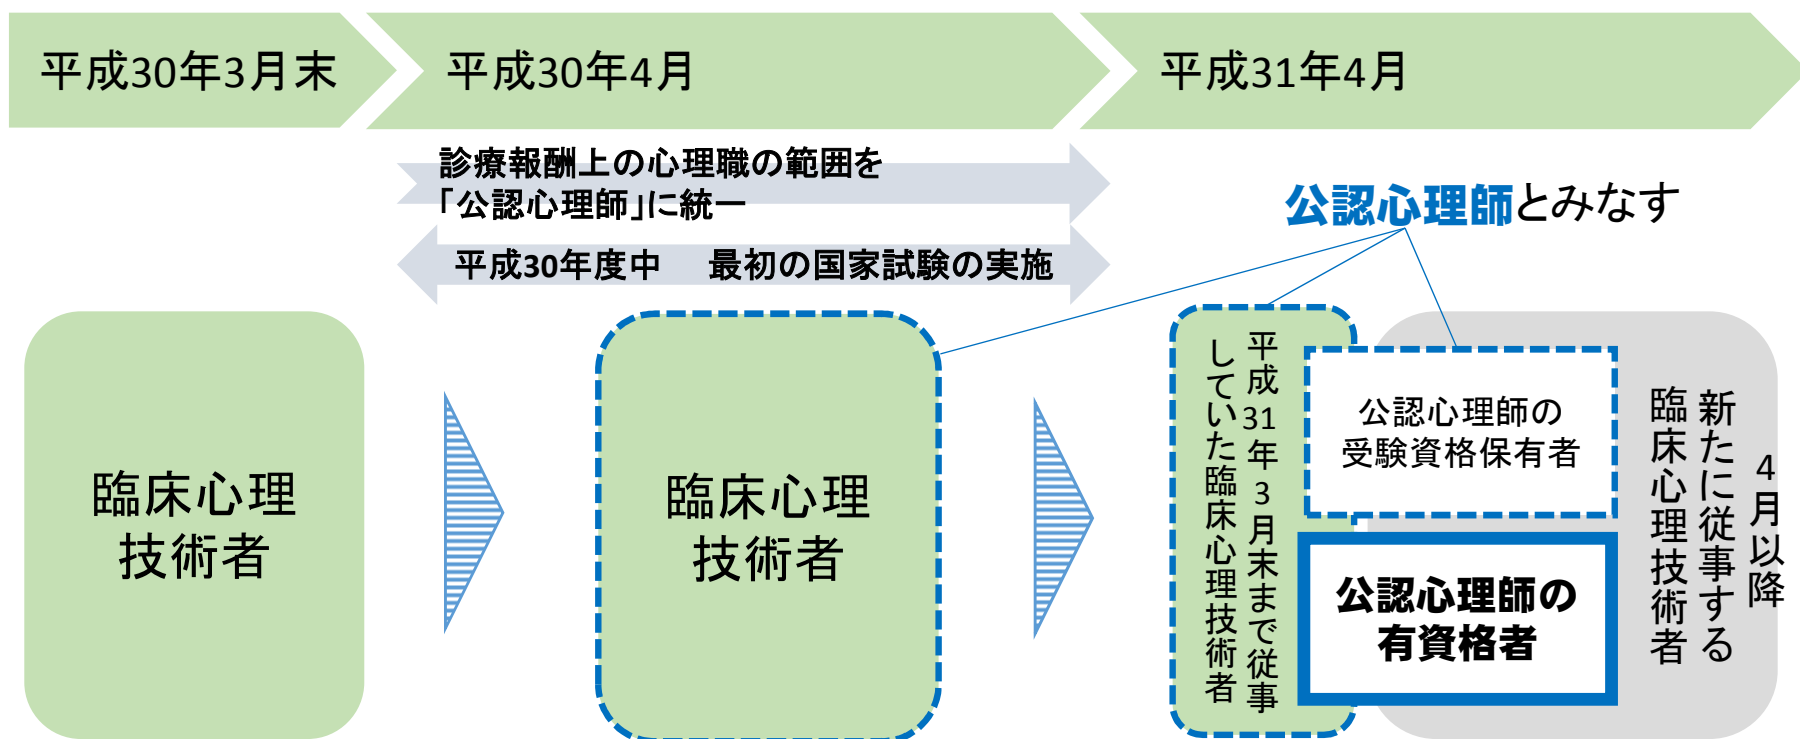 平成30年3月末
平成30年4月
平成31年4月
診療報酬上の心理職の範囲を
「公認心理師」に統一
平成30年度中　最初の国家試験の実施
公認心理師とみなす
臨床心理
技術者
臨床心理
技術者
平成31年3月末まで従事
していた臨床心理技術者
公認心理師の
受験資格保有者
公認心理師の
有資格者
4月以降
新たに従事する
臨床心理技術者